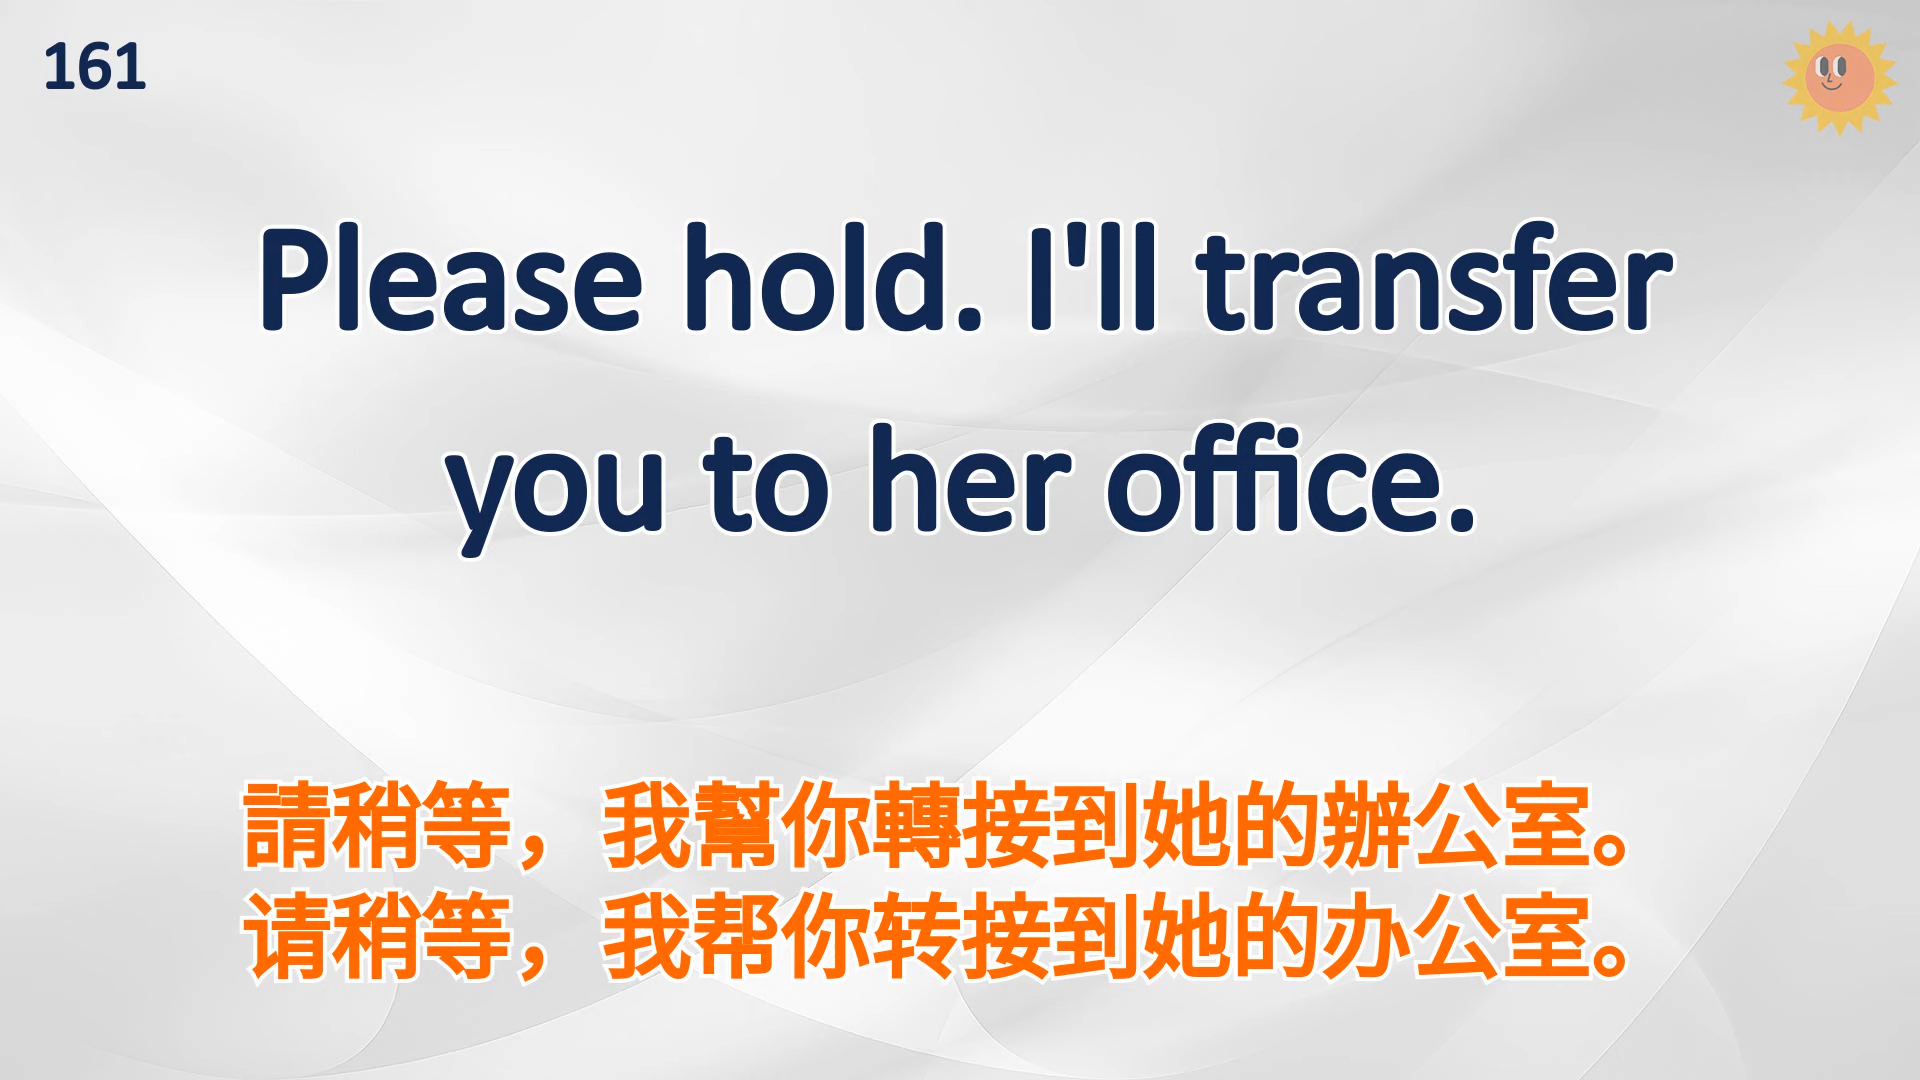 161
Please hold. I'll transfer
you to her office.
請稍等，我幫你轉接到她的辦公室。
请稍等，我帮你转接到她的办公室。